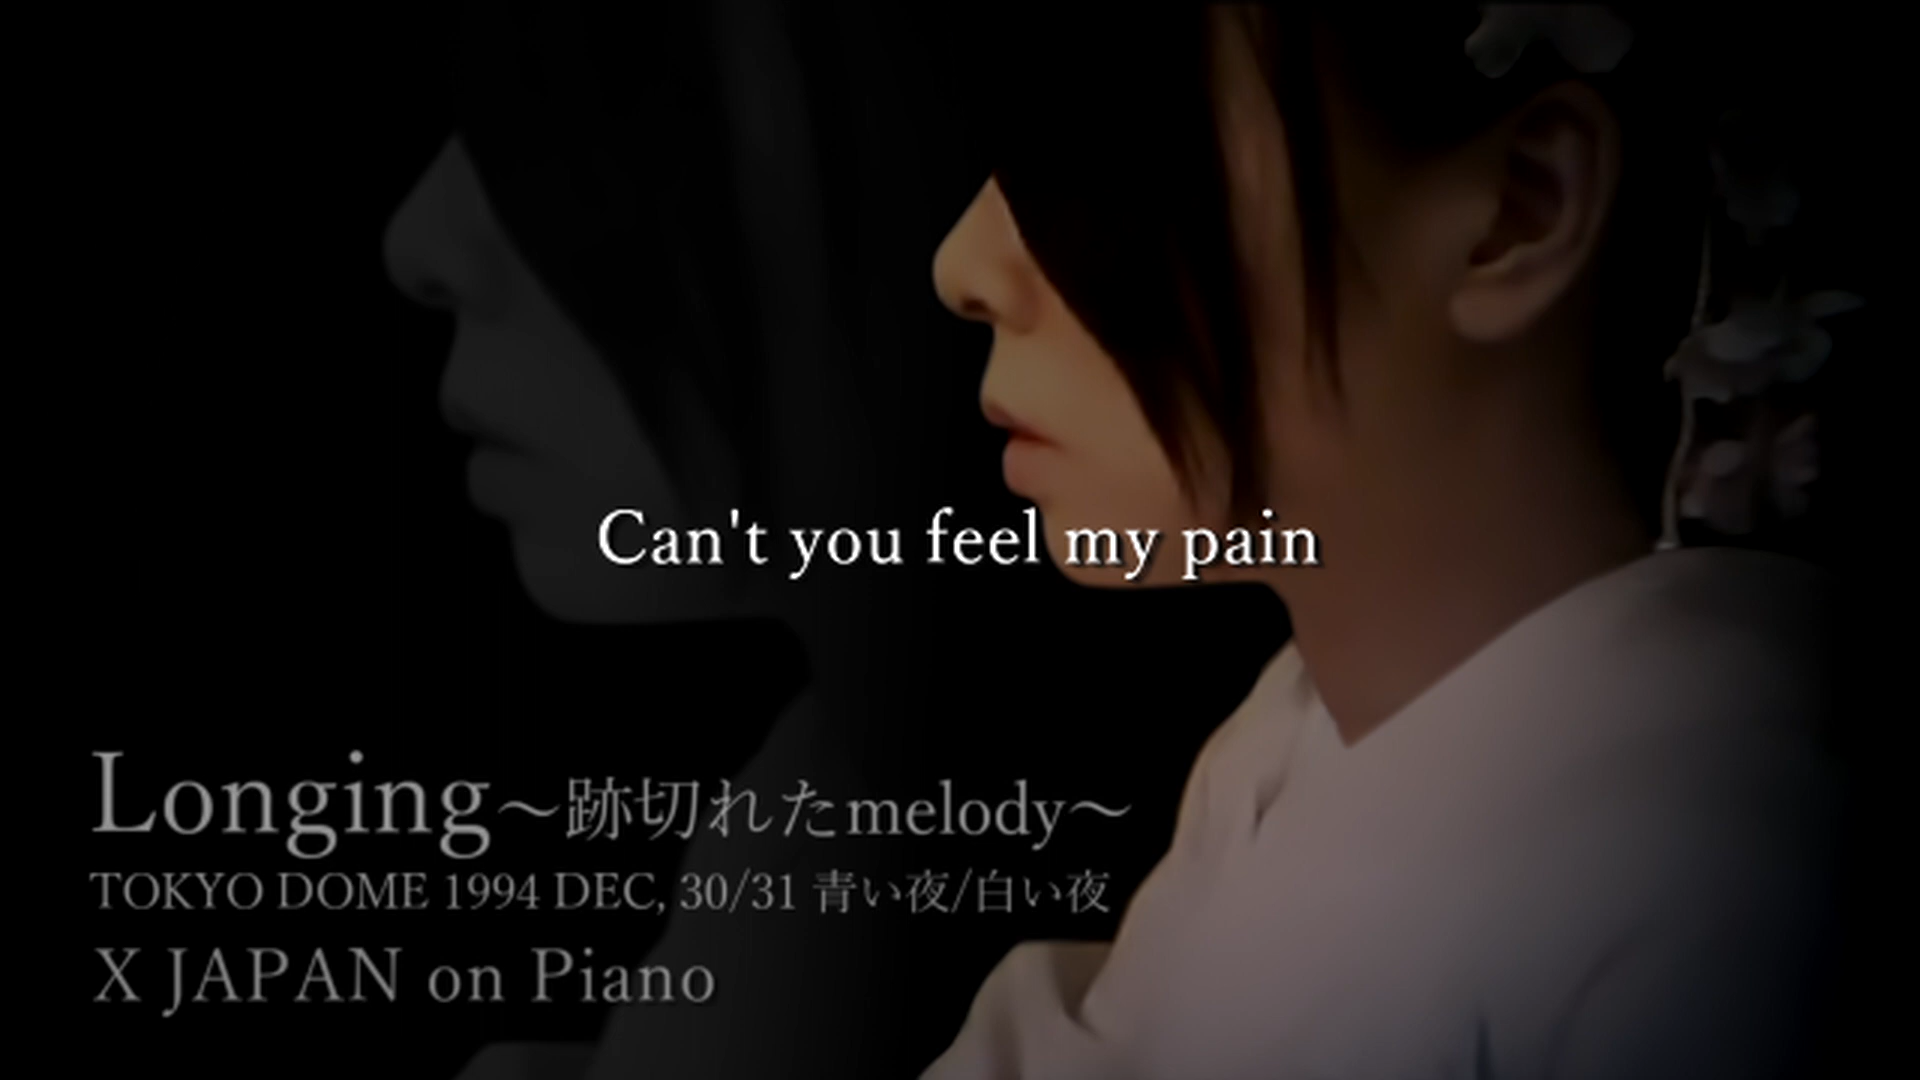 Can't you feel my pain
Longing～跡切れたmelody～
TOKYO DOME 1994 DEC, 30/31 青い夜/白い夜
X JAPAN on Piano